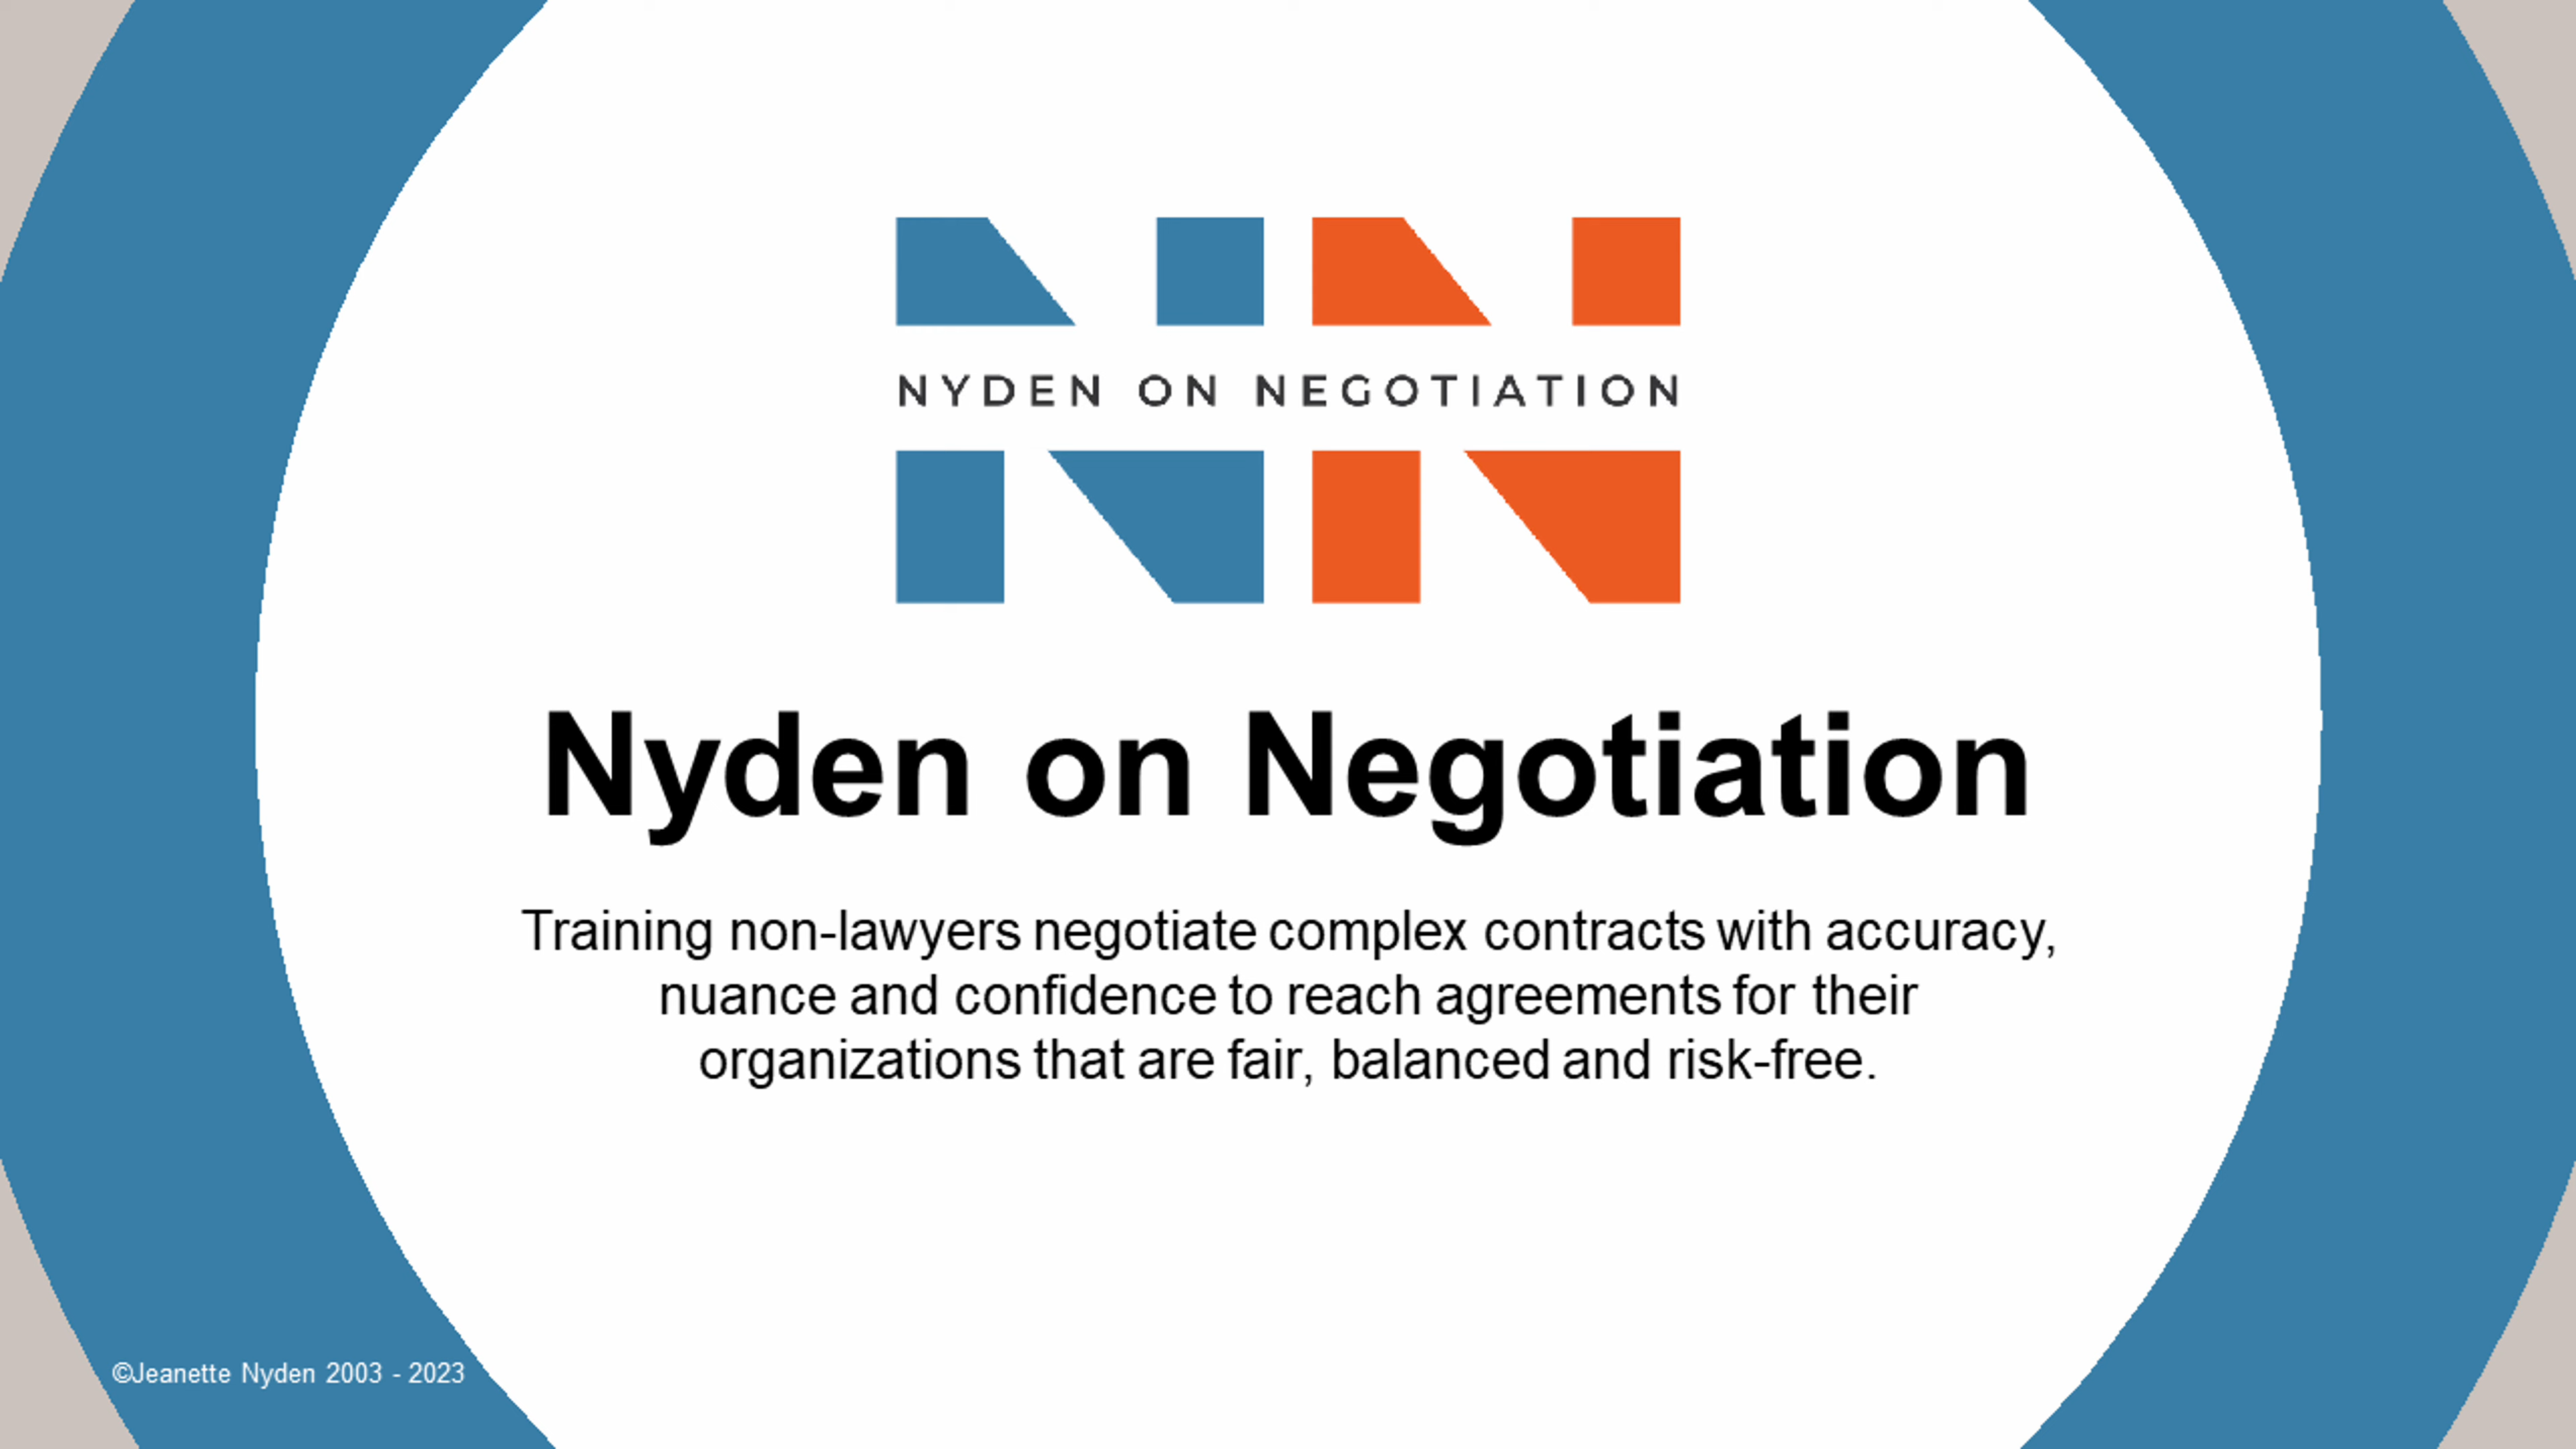 NYDEN ON NEGOTIATION
Nyden on Negotiation
Training non-lawyers negotiate complex contracts with accuracy,
nuance and confidence to reach agreements for their
organizations that are fair, balanced and risk-free.
©Jeanette Nyden 2003 - 2023